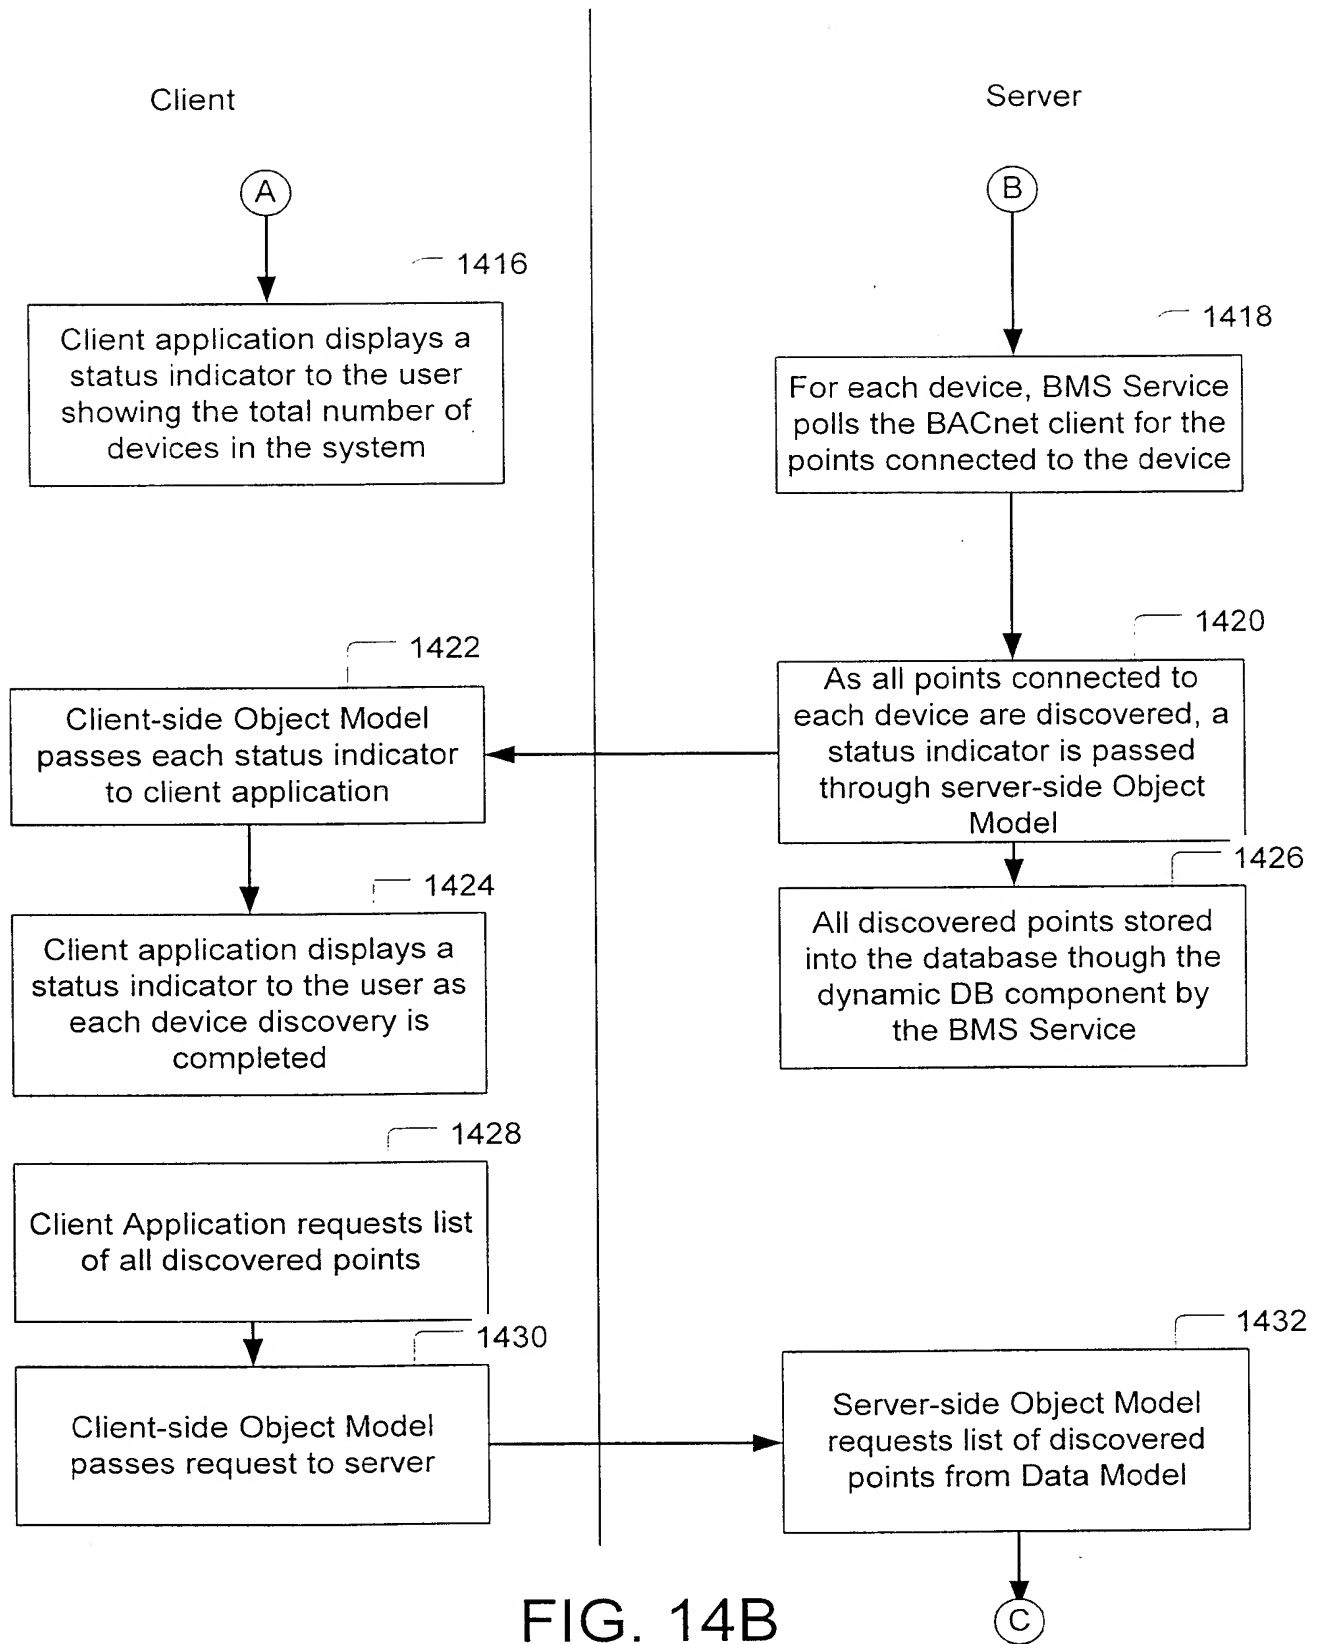 Client
Server
A
B
1416
Client application displays a
status indicator to the user
showing the total number of
devices in the system
1418
For each device, BMS Service
polls the BACnet client for the
points connected to the device
1420
As all points connected to
each device are discovered, a
status indicator is passed
through server-side Object
Model
1422
Client-side Object Model
passes each status indicator
to client application
1424
Client application displays a
status indicator to the user as
each device discovery is
completed
1426
All discovered points stored
into the database though the
dynamic DB component by
the BMS Service
1428
Client Application requests list
of all discovered points
1430
Client-side Object Model
passes request to server
1432
Server-side Object Model
requests list of discovered
points from Data Model
C
FIG. 14B